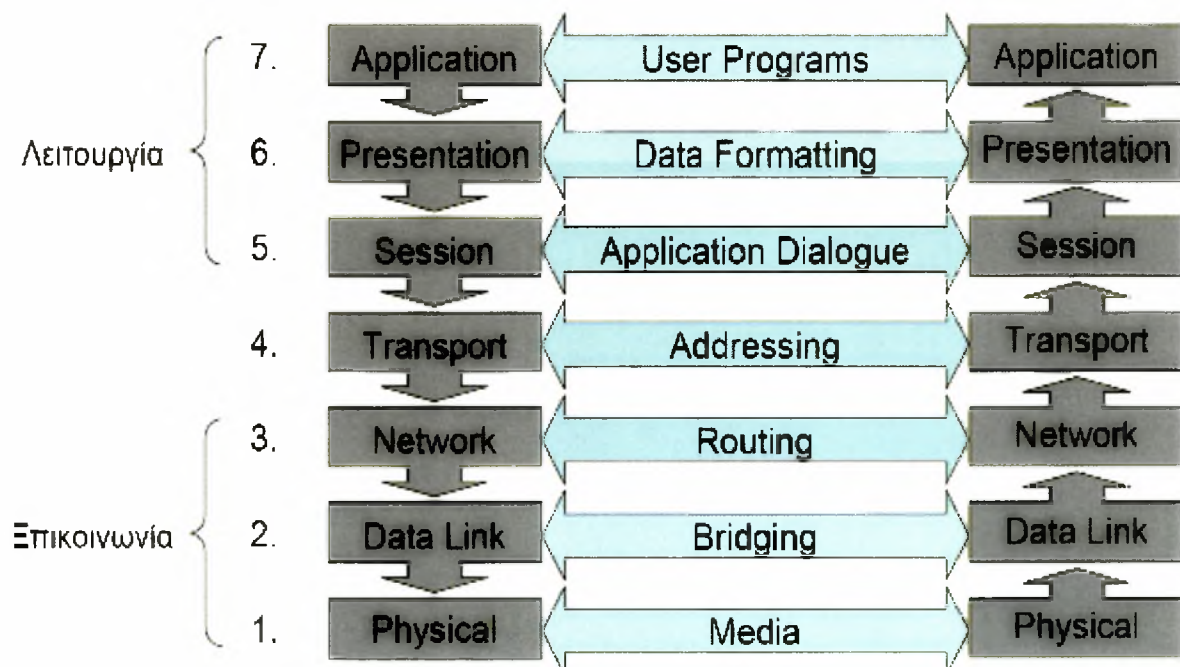 7. Application User Programs Application
Λειτουργία 6. Presentation Data Formatting Presentation
5. Session Application Dialogue Session
4. Transport Addressing Transport
3. Network Routing Network
Επικοινωνία 2. Data Link Bridging Data Link
1. Physical Media Physical